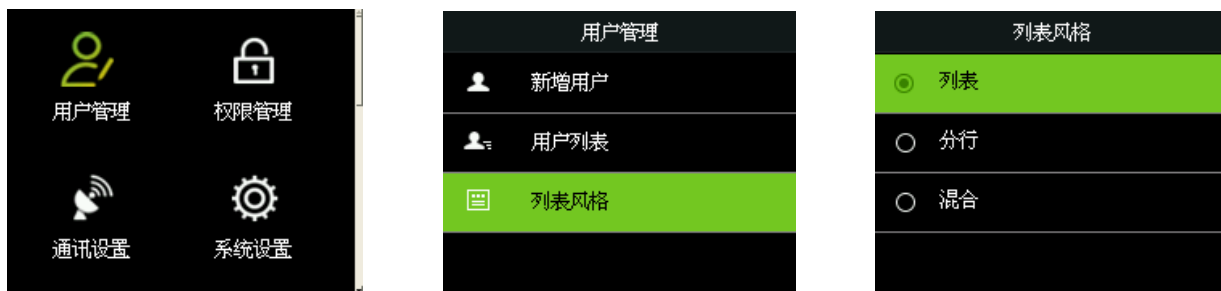 用户管理
权限管理
通讯设置
系统设置
用户管理
新增用户
用户列表
列表风格
列表风格
列表
分行
混合